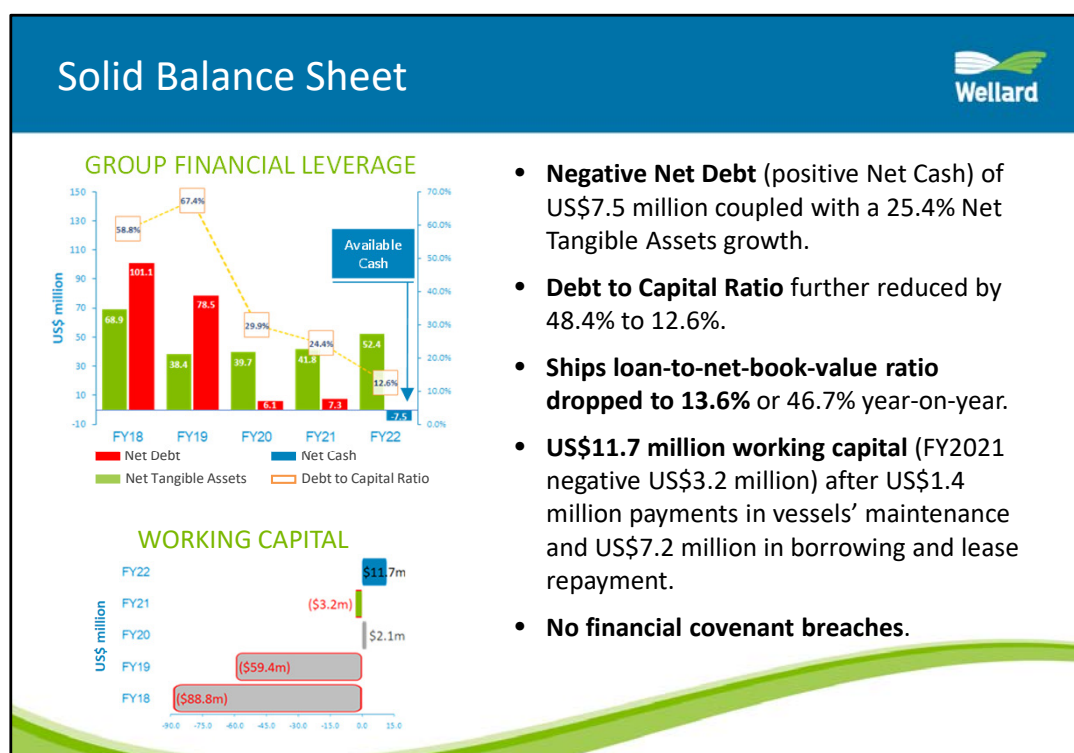 Solid Balance Sheet
Wellard
GROUP FINANCIAL LEVERAGE
US$ million
150
130
110
90
70
50
30
10
-10
70.0%
60.0%
50.0%
40.0%
30.0%
20.0%
10.0%
0.0%
58.8%
67.4%
29.9%
24.4%
12.6%
68.9
101.1
38.4
78.5
39.7
6.1
41.8
7.3
52.4
-7.5
Available
Cash
FY18 FY19 FY20 FY21 FY22
Net Debt Net Cash
Net Tangible Assets Debt to Capital Ratio
WORKING CAPITAL
US$ million
FY22 $11.7m
FY21 ($3.2m)
FY20 $2.1m
FY19 ($59.4m)
FY18 ($88.8m)
-90.0 -75.0 -60.0 -45.0 -30.0 -15.0 0.0 15.0
• Negative Net Debt (positive Net Cash) of
US$7.5 million coupled with a 25.4% Net
Tangible Assets growth.
• Debt to Capital Ratio further reduced by
48.4% to 12.6%.
• Ships loan-to-net-book-value ratio
dropped to 13.6% or 46.7% year-on-year.
• US$11.7 million working capital (FY2021
negative US$3.2 million) after US$1.4
million payments in vessels’ maintenance
and US$7.2 million in borrowing and lease
repayment.
• No financial covenant breaches.